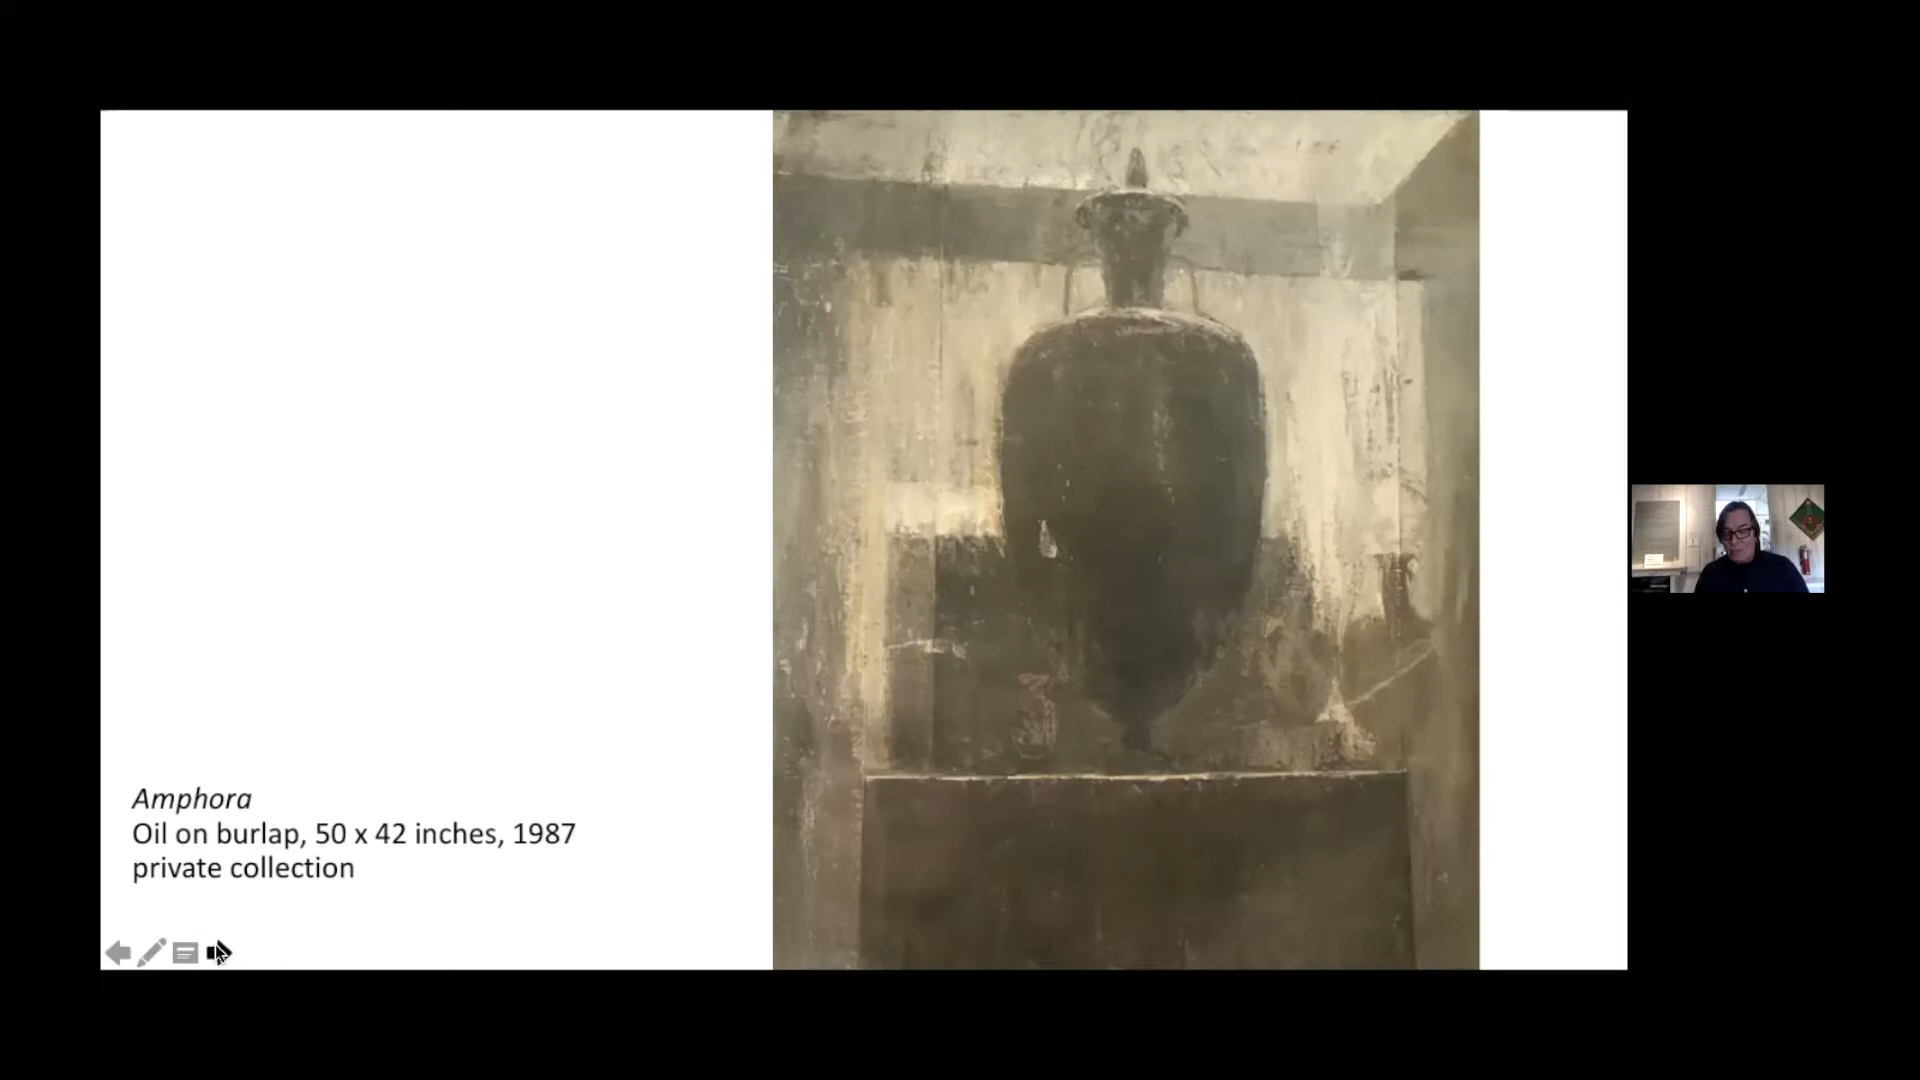 Amphora
Oil on burlap, 50 x 42 inches, 1987
private collection